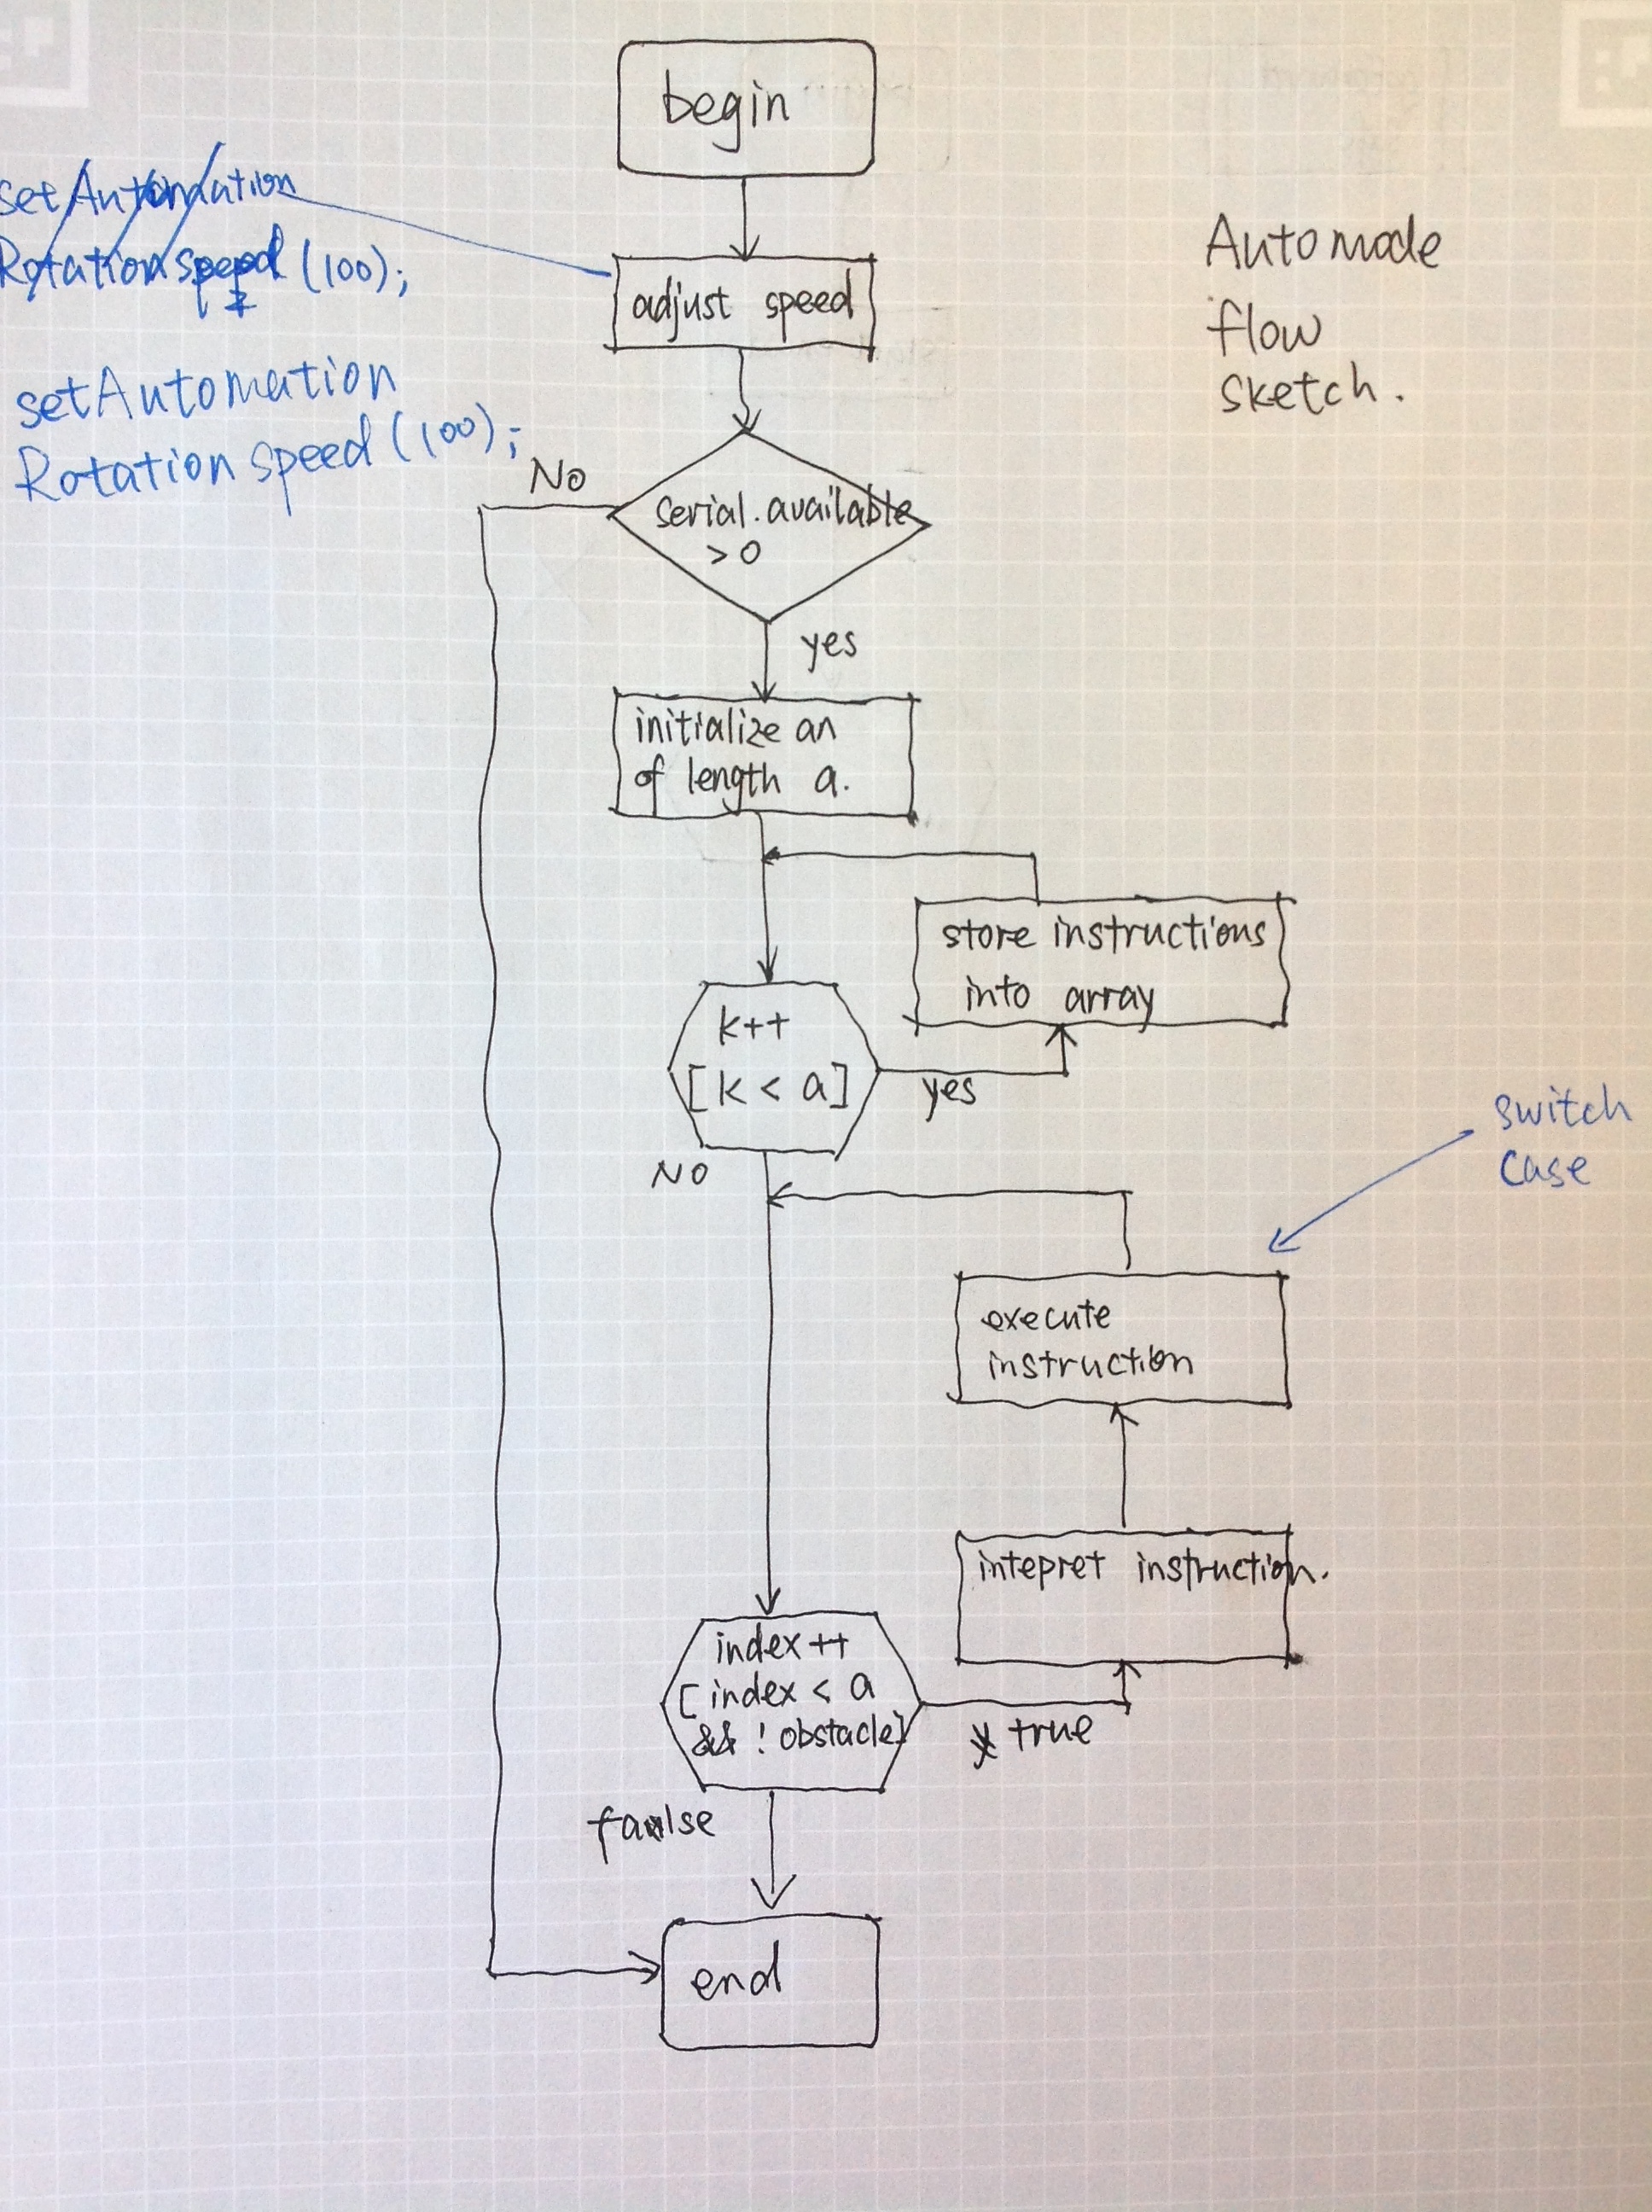 begin
setAutomation
Rotationspeed (100);
adjust speed
Auto mode
flow
sketch.
setAutomation
Rotation speed (100);
No
serial.available
>0
yes
initialize an
of length a.
store instructions
into array
k++
[k < a]
yes
NO
switch
case
execute
instruction
intepret instruction.
index++
[index < a
&& ! obstacle]
true
false
end